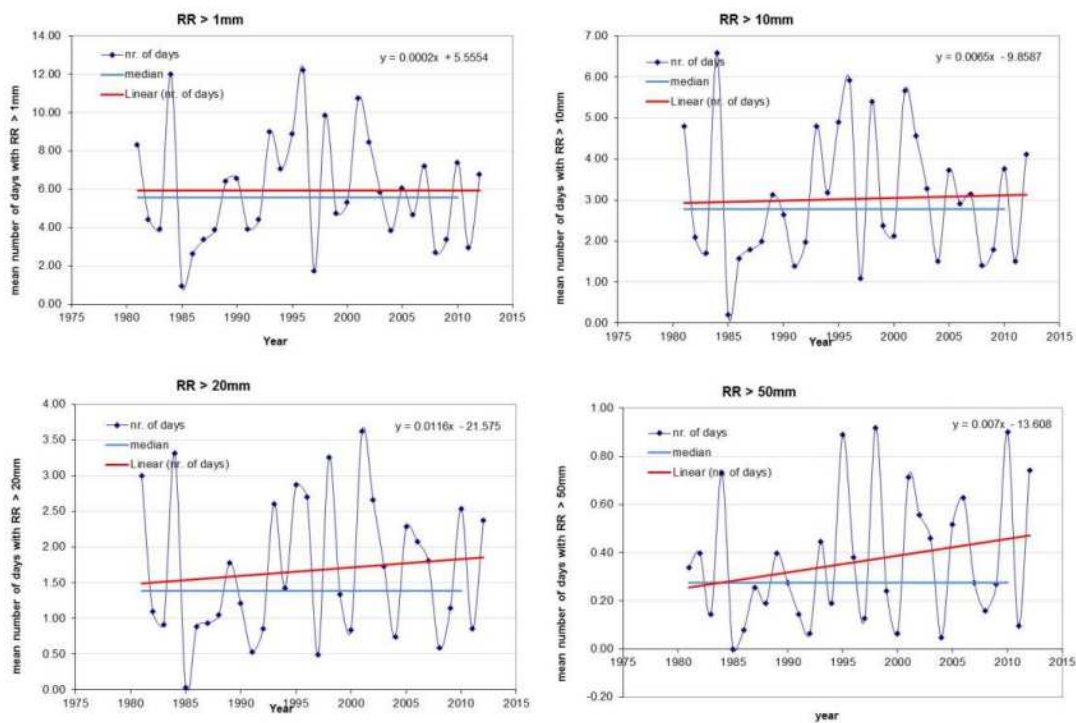 RR > 1mm
14.00
12.00
10.00
8.00
6.00
4.00
2.00
0.00
mean number of days with RR > 1mm
nr. of days
median
Linear (nr. of days)
y = 0.0002x + 5.5554
1975 1980 1985 1990 1995 2000 2005 2010 2015
Year
RR > 10mm
7.00
6.00
5.00
4.00
3.00
2.00
1.00
0.00
mean number of days with RR > 10mm
nr. of days
median
Linear (nr. of days)
y = 0.0065x - 9.8587
1975 1980 1985 1990 1995 2000 2005 2010 2015
Year
RR > 20mm
4.00
3.50
3.00
2.50
2.00
1.50
1.00
0.50
0.00
mean number of days with RR > 20mm
nr. of days
median
Linear (nr. of days)
y = 0.0116x - 21.575
1975 1980 1985 1990 1995 2000 2005 2010 2015
Year
RR > 50mm
1.00
0.80
0.60
0.40
0.20
0.00
-0.20
mean number of days with RR > 50mm
nr. of days
median
Linear (nr. of days)
y = 0.007x - 13.608
1975 1980 1985 1990 1995 2000 2005 2010 2015
year